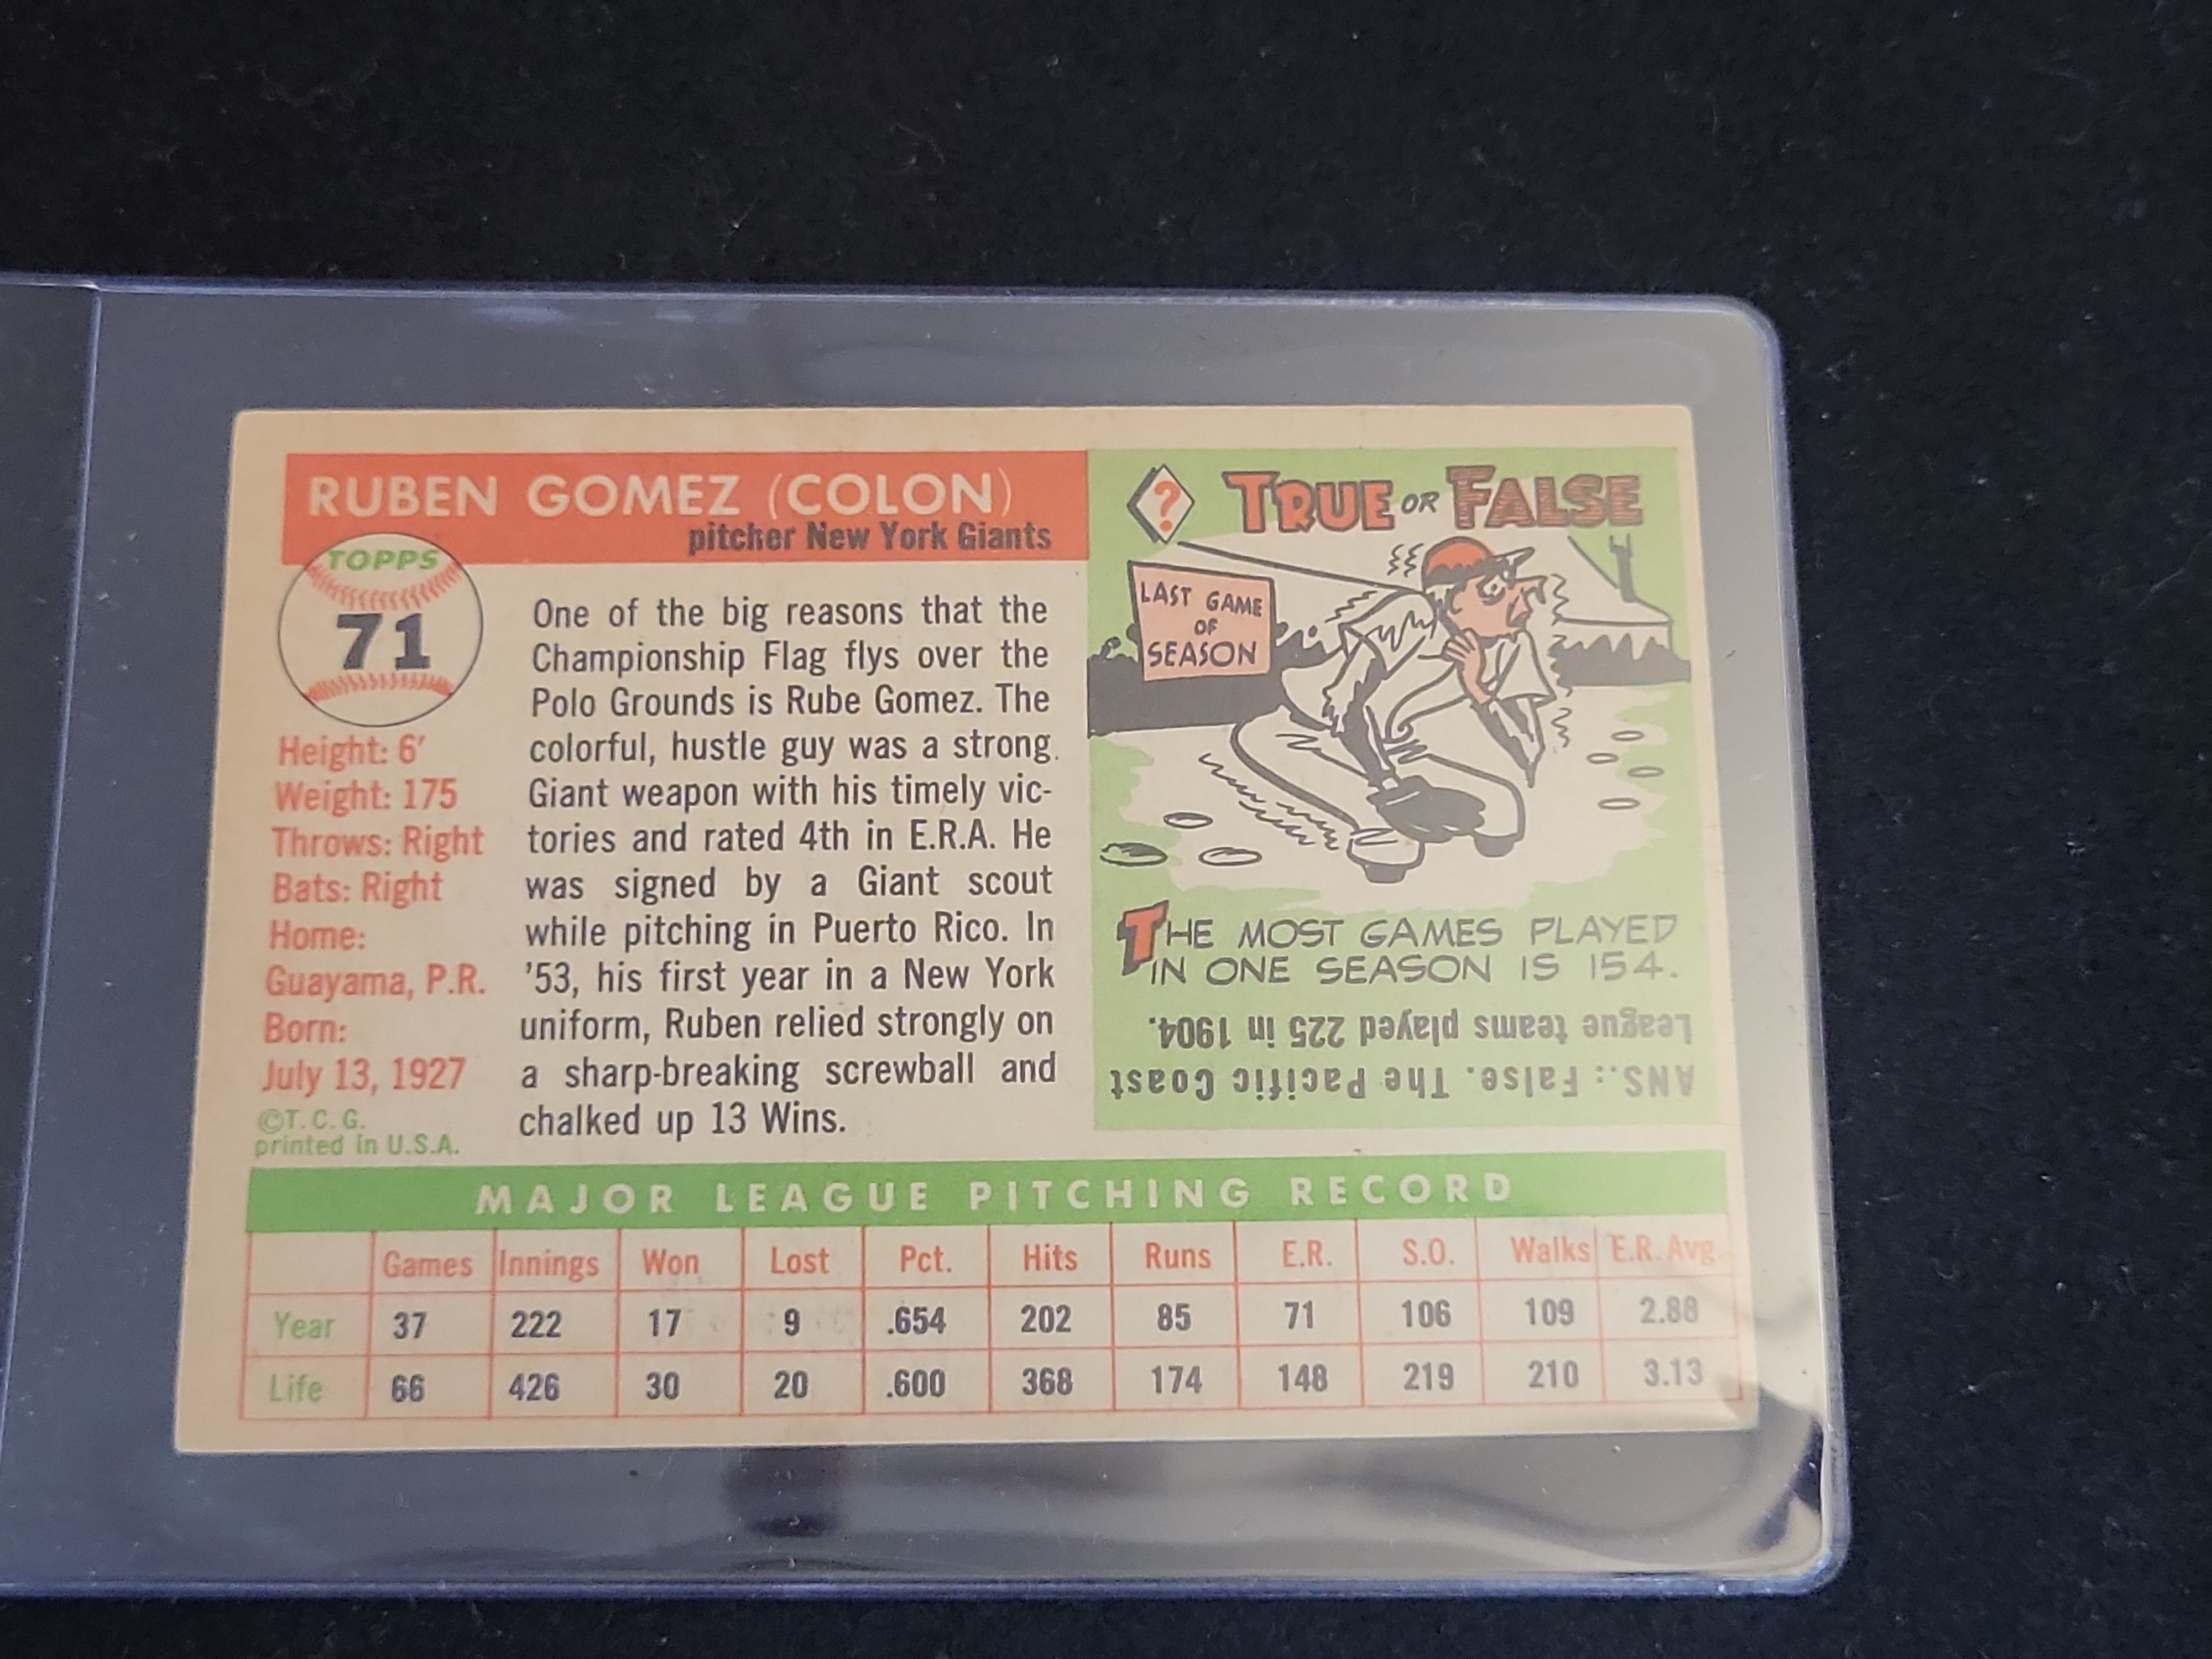 RUBEN GOMEZ (COLON)
pitcher New York Giants
TOPPS
71
Height: 6′
Weight: 175
Throws: Right
Bats: Right
Home:
Guayama, P.R.
Born:
July 13, 1927
©T. C. G.
printed in U.S.A.
One of the big reasons that the
Championship Flag flys over the
Polo Grounds is Rube Gomez. The
colorful, hustle guy was a strong
Giant weapon with his timely vic-
tories and rated 4th in E.R.A. He
was signed by a Giant scout
while pitching in Puerto Rico. In
'53, his first year in a New York
uniform, Ruben relied strongly on
a sharp-breaking screwball and
chalked up 13 Wins.
? TRUE OR FALSE
LAST GAME
OF
SEASON
THE MOST GAMES PLAYED
IN ONE SEASON IS 154.
ANS.: False. The Pacific Coast
League teams played 225 in 1904.
MAJOR LEAGUE PITCHING RECORD
Games Innings Won Lost Pct. Hits Runs E.R. S.O. Walks E.R. Avg.
Year 37 222 17 9 .654 202 85 71 106 109 2.88
Life 66 426 30 20 .600 368 174 148 219 210 3.13